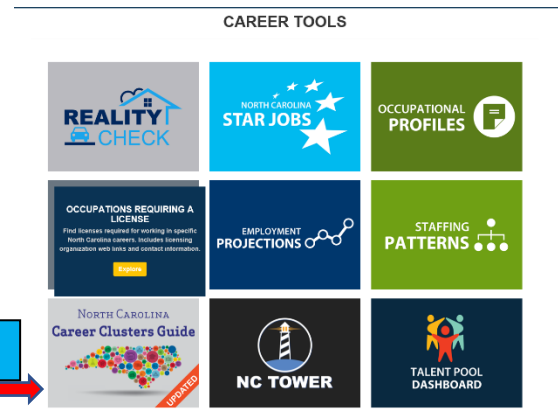 CAREER TOOLS
REALITY
CHECK
NORTH CAROLINA
STAR JOBS
OCCUPATIONAL
PROFILES
OCCUPATIONS REQUIRING A
LICENSE
Find licenses required for working in specific
North Carolina careers. Includes licensing
organization web links and contact information.
Explore
EMPLOYMENT
PROJECTIONS
STAFFING
PATTERNS
North Carolina
Career Clusters Guide
UPDATED
NC TOWER
TALENT POOL
DASHBOARD